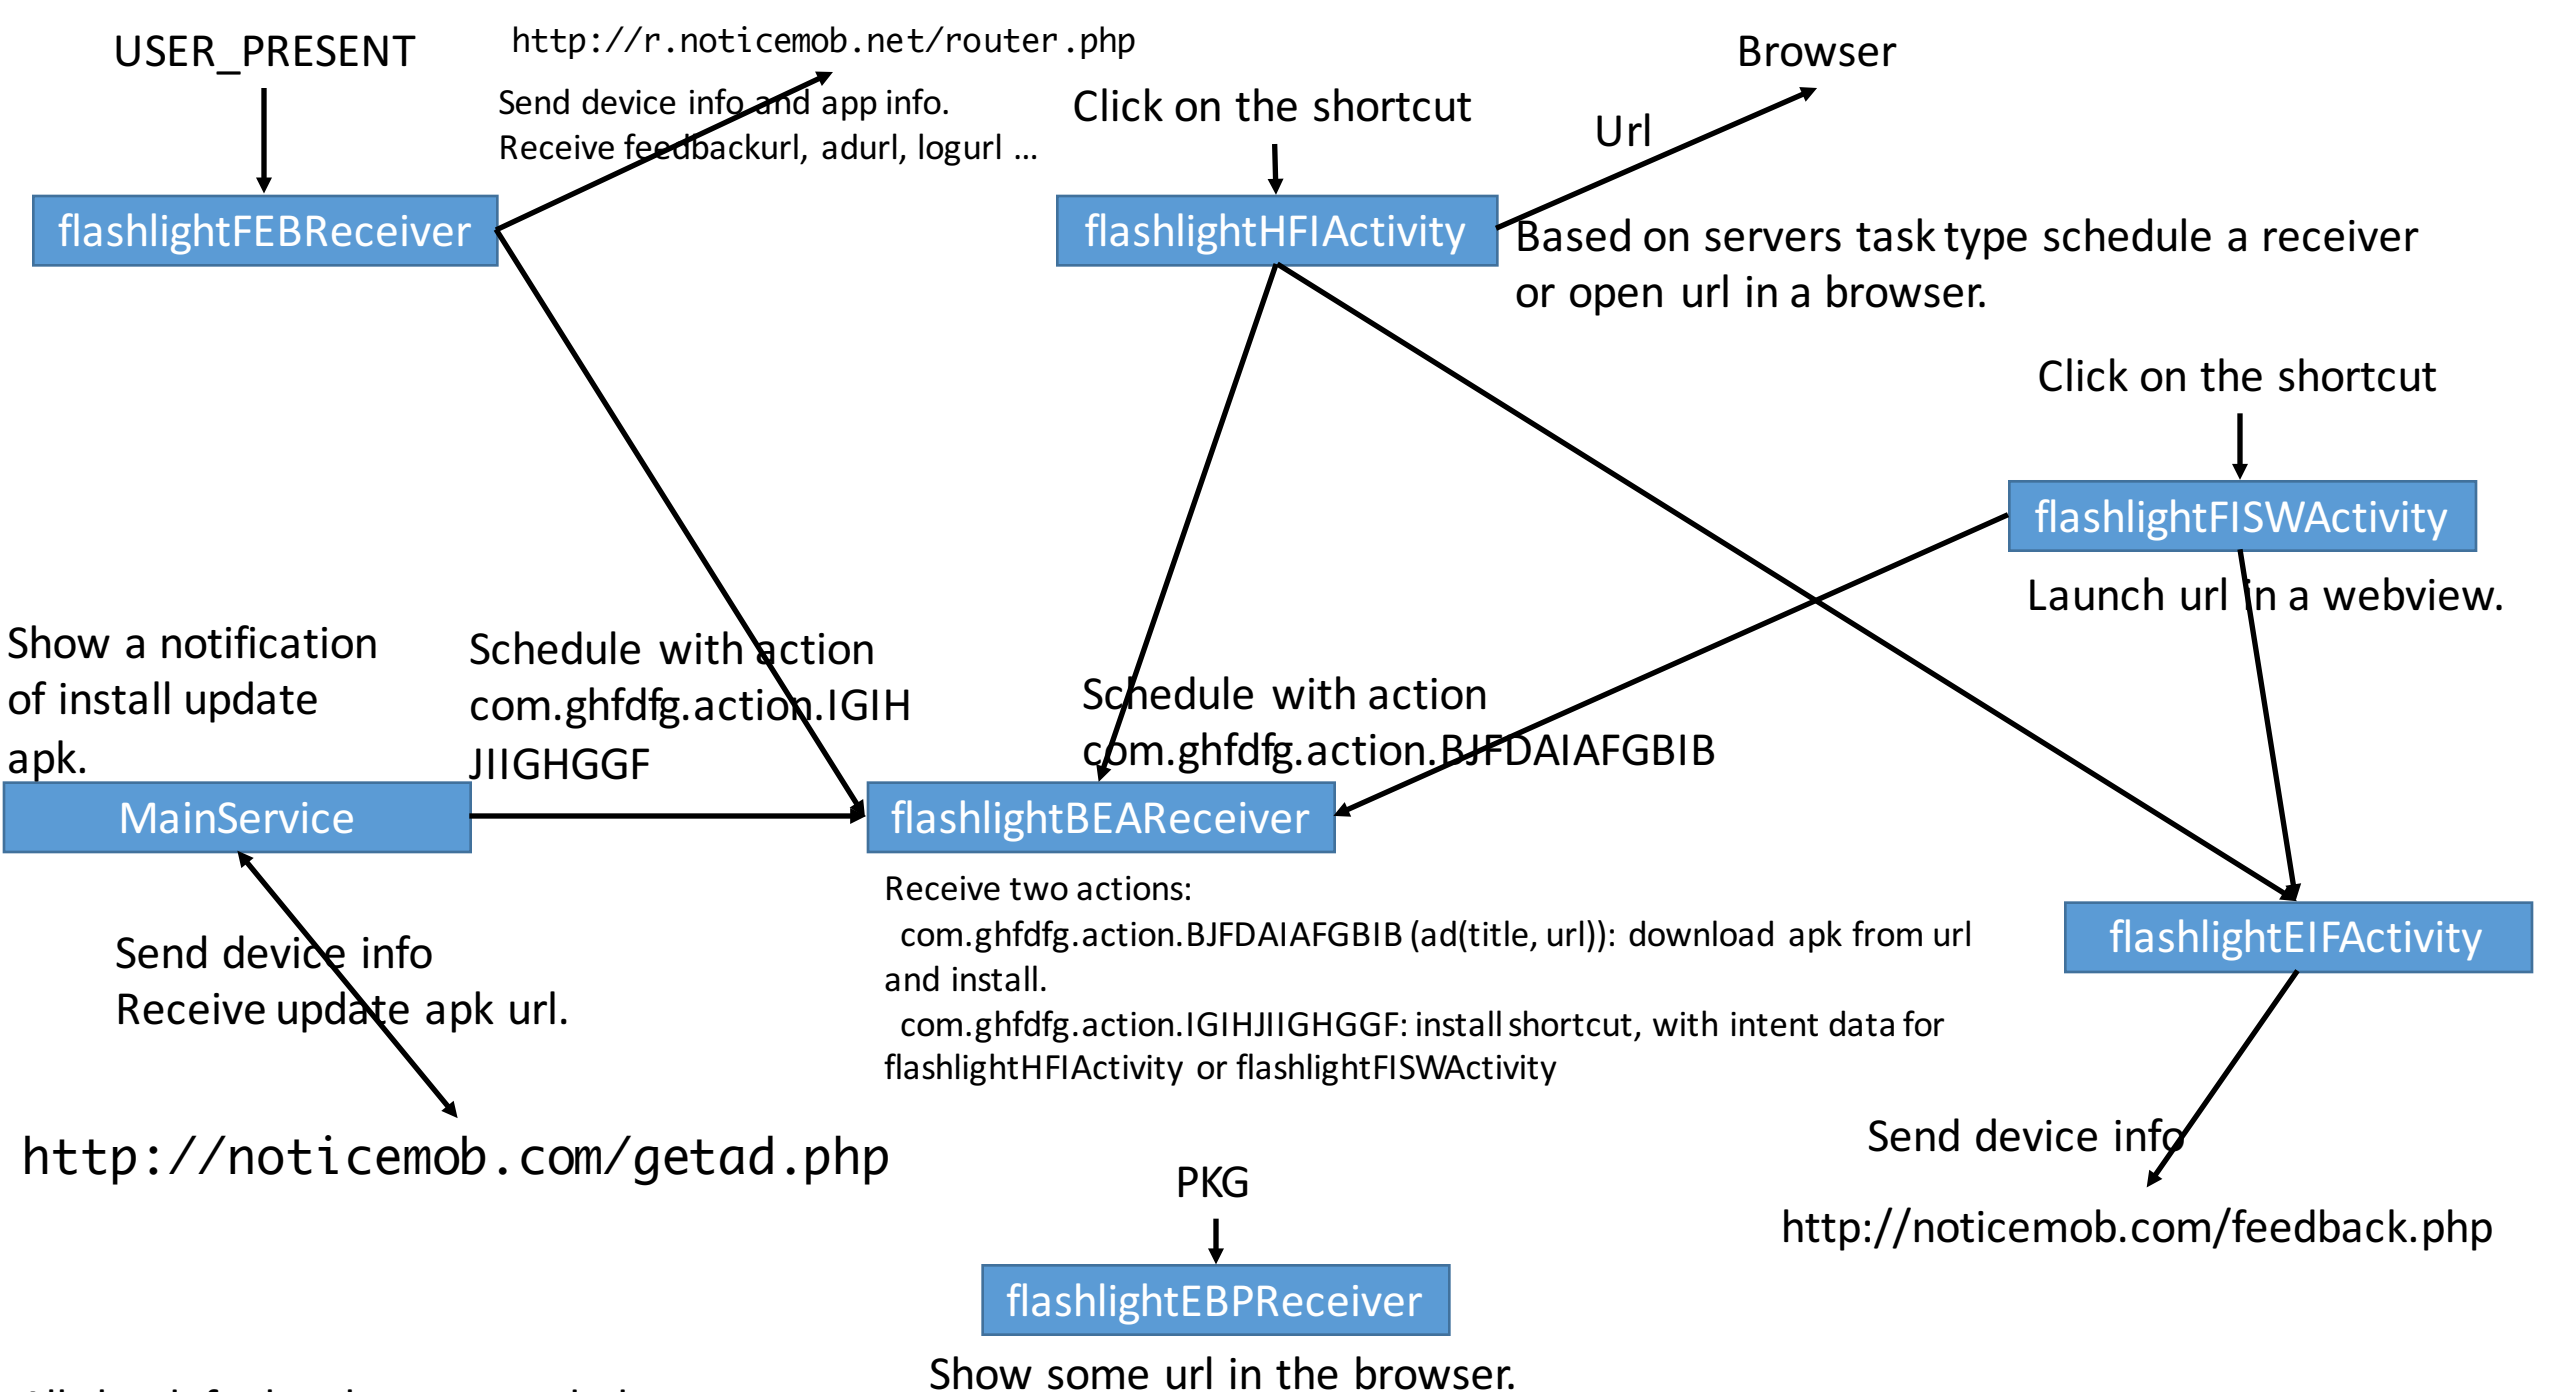 USER_PRESENT
http://r.noticemob.net/router.php
Send device info and app info.
Receive feedbackurl, adurl, logurl ...
Click on the shortcut
Browser
Url
flashlightFEBReceiver
flashlightHFIActivity
Based on servers task type schedule a receiver
or open url in a browser.
Click on the shortcut
flashlightFISWActivity
Launch url in a webview.
Show a notification
of install update
apk.
Schedule with action
com.ghfdfg.action.IGIH
JIIGHGGF
Schedule with action
com.ghfdfg.action.BJFDAIAFGBIB
MainService
flashlightBEAReceiver
Receive two actions:
com.ghfdfg.action.BJFDAIAFGBIB (ad(title, url)): download apk from url
and install.
com.ghfdfg.action.IGIHJIIGHGGF: install shortcut, with intent data for
flashlightHFIActivity or flashlightFISWActivity
flashlightEIFActivity
Send device info
Receive update apk url.
http://noticemob.com/getad.php
Send device info
http://noticemob.com/feedback.php
PKG
flashlightEBPReceiver
Show some url in the browser.